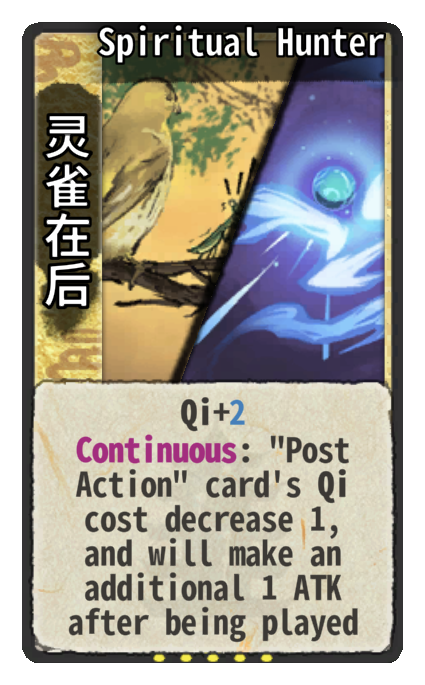 Spiritual Hunter
灵雀在后
Qi+2
Continuous: "Post
Action" card's Qi
cost decrease 1,
and will make an
additional 1 ATK
after being played